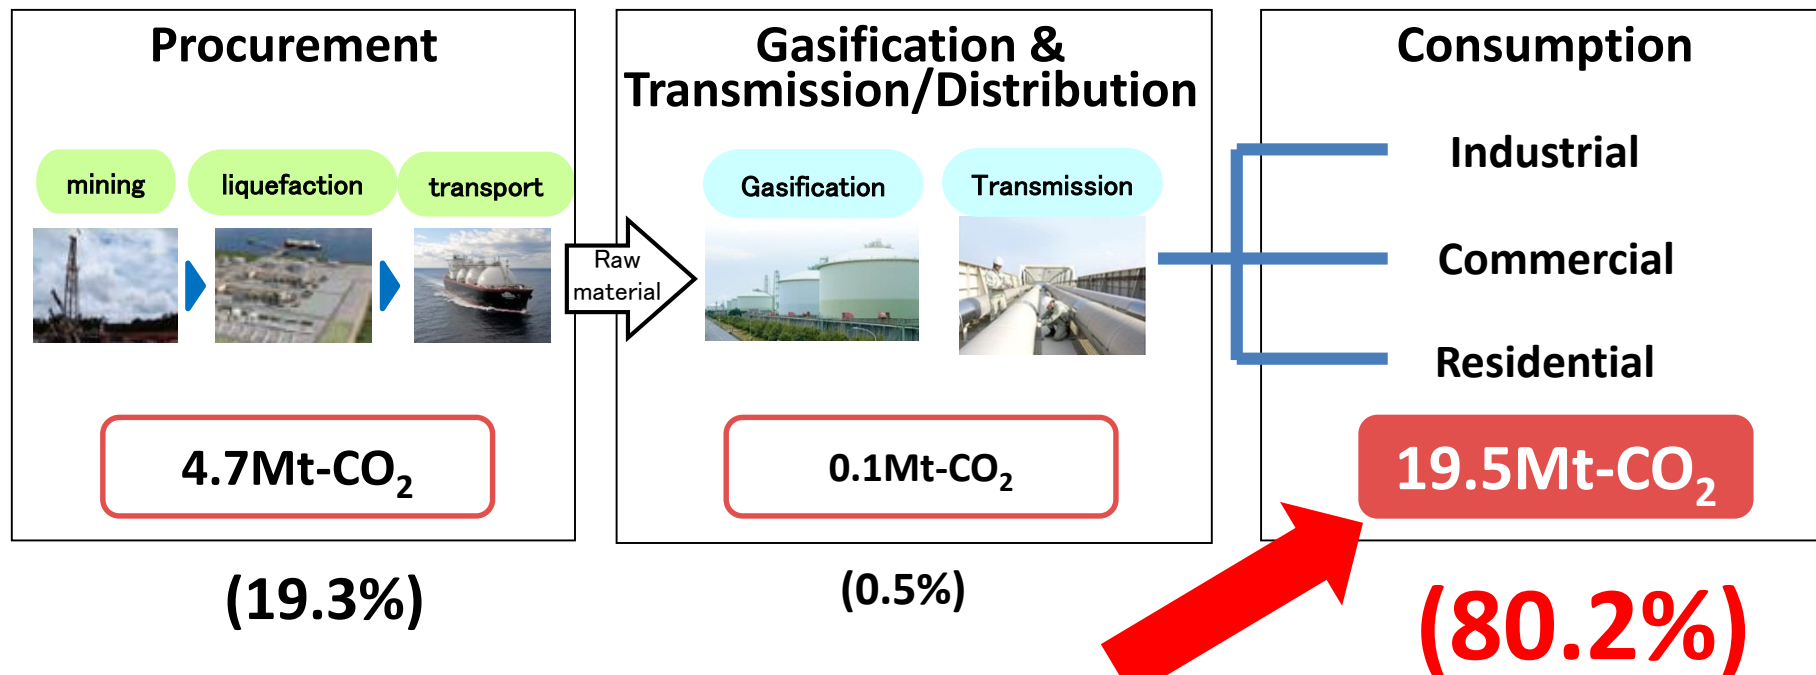 Procurement
mining
liquefaction
transport
4.7Mt-CO₂
(19.3%)
Raw
material
Gasification &
Transmission/Distribution
Gasification
Transmission
0.1Mt-CO₂
(0.5%)
Consumption
Industrial
Commercial
Residential
19.5Mt-CO₂
(80.2%)